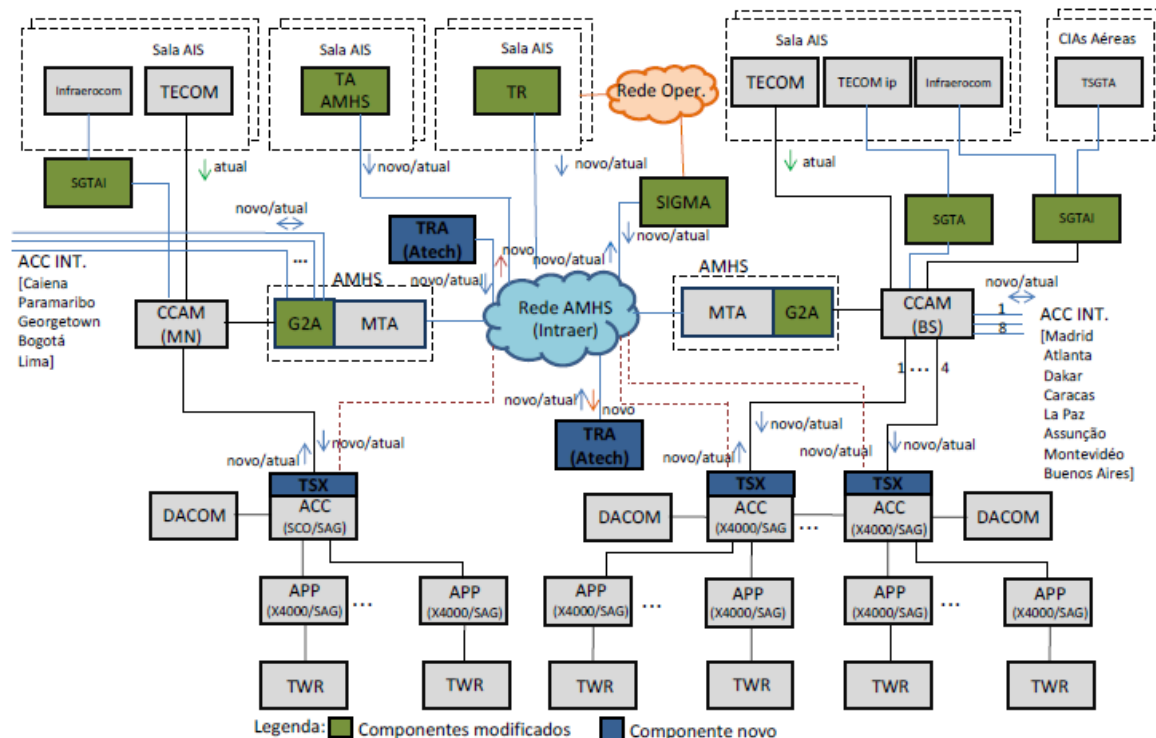 Sala AIS
Infraerocom
TECOM
Sala AIS
TA
AMHS
Sala AIS
TR
Rede Oper.
Sala AIS
TECOM
TECOM ip
Infraerocom
CIAs Aéreas
TSGTA
SGTAI
atual
novo/atual
novo/atual
atual
SIGMA
SGTA
SGTAI
novo/atual
...
TRA
(Atech)
novo
novo/atual
novo/atual
novo/atual
ACC INT.
[Caiena
Paramaribo
Georgetown
Bogotá
Lima]
CCAM
(MN)
AMHS
G2A
MTA
Rede AMHS
(Intraer)
AMHS
MTA
G2A
CCAM
(BS)
novo/atual
1
8
ACC INT.
[Madrid
Atlanta
Dakar
Caracas
La Paz
Assunção
Montevidéo
Buenos Aires]
1 ... 4
novo/atual
novo
TRA
(Atech)
novo/atual
novo/atual
novo/atual
novo/atual
novo/atual
TSX
ACC
(SCO/SAG)
DACOM
TSX
ACC
(X4000/SAG)
DACOM
...
TSX
ACC
(X4000/SAG)
DACOM
APP
(X4000/SAG)
...
APP
(X4000/SAG)
APP
(X4000/SAG)
...
APP
(X4000/SAG)
APP
(X4000/SAG)
...
APP
(X4000/SAG)
TWR
TWR
TWR
TWR
TWR
TWR
Legenda:
Componentes modificados
Componente novo